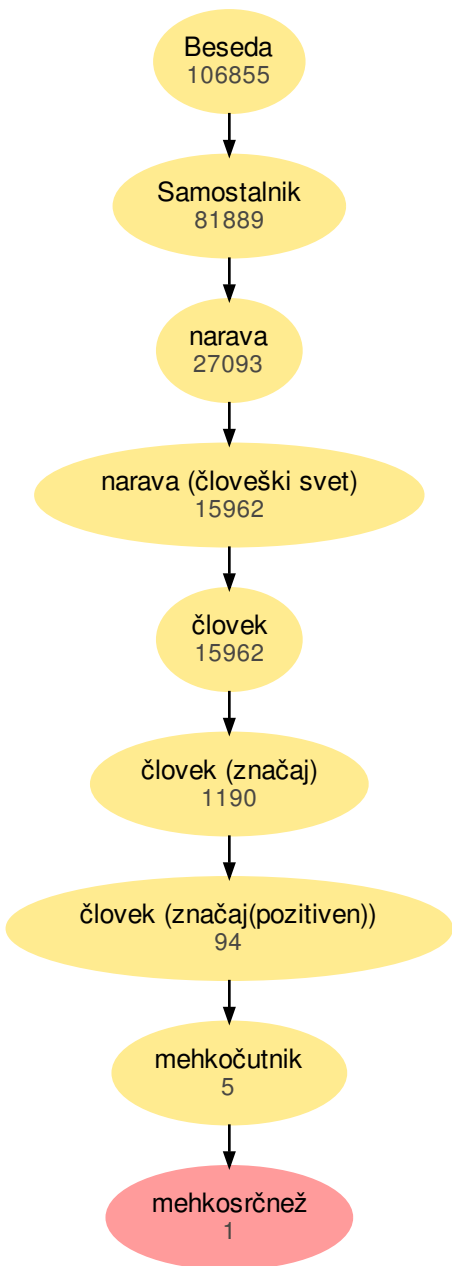 Beseda
106855
Samostalnik
81889
narava
27093
narava (človeški svet)
15962
človek
15962
človek (značaj)
1190
človek (značaj(pozitiven))
94
mehkočutnik
5
mehkosrčnež
1